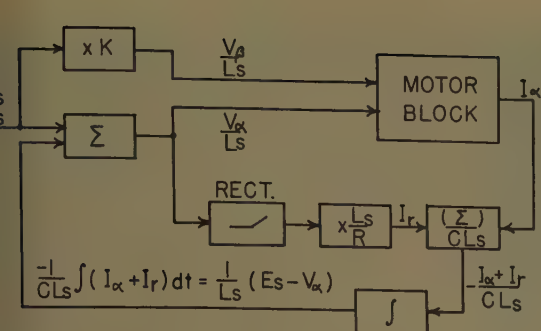 x K
Vβ/Ls
MOTOR
BLOCK
Iα
s
s
Σ
Vα/Ls
RECT.
x Ls/R
Ir
(Σ)/CLs
-1/CLs ∫(Iα+Ir)dt = 1/Ls (Es-Vα)
∫
-Iα+Ir/CLs